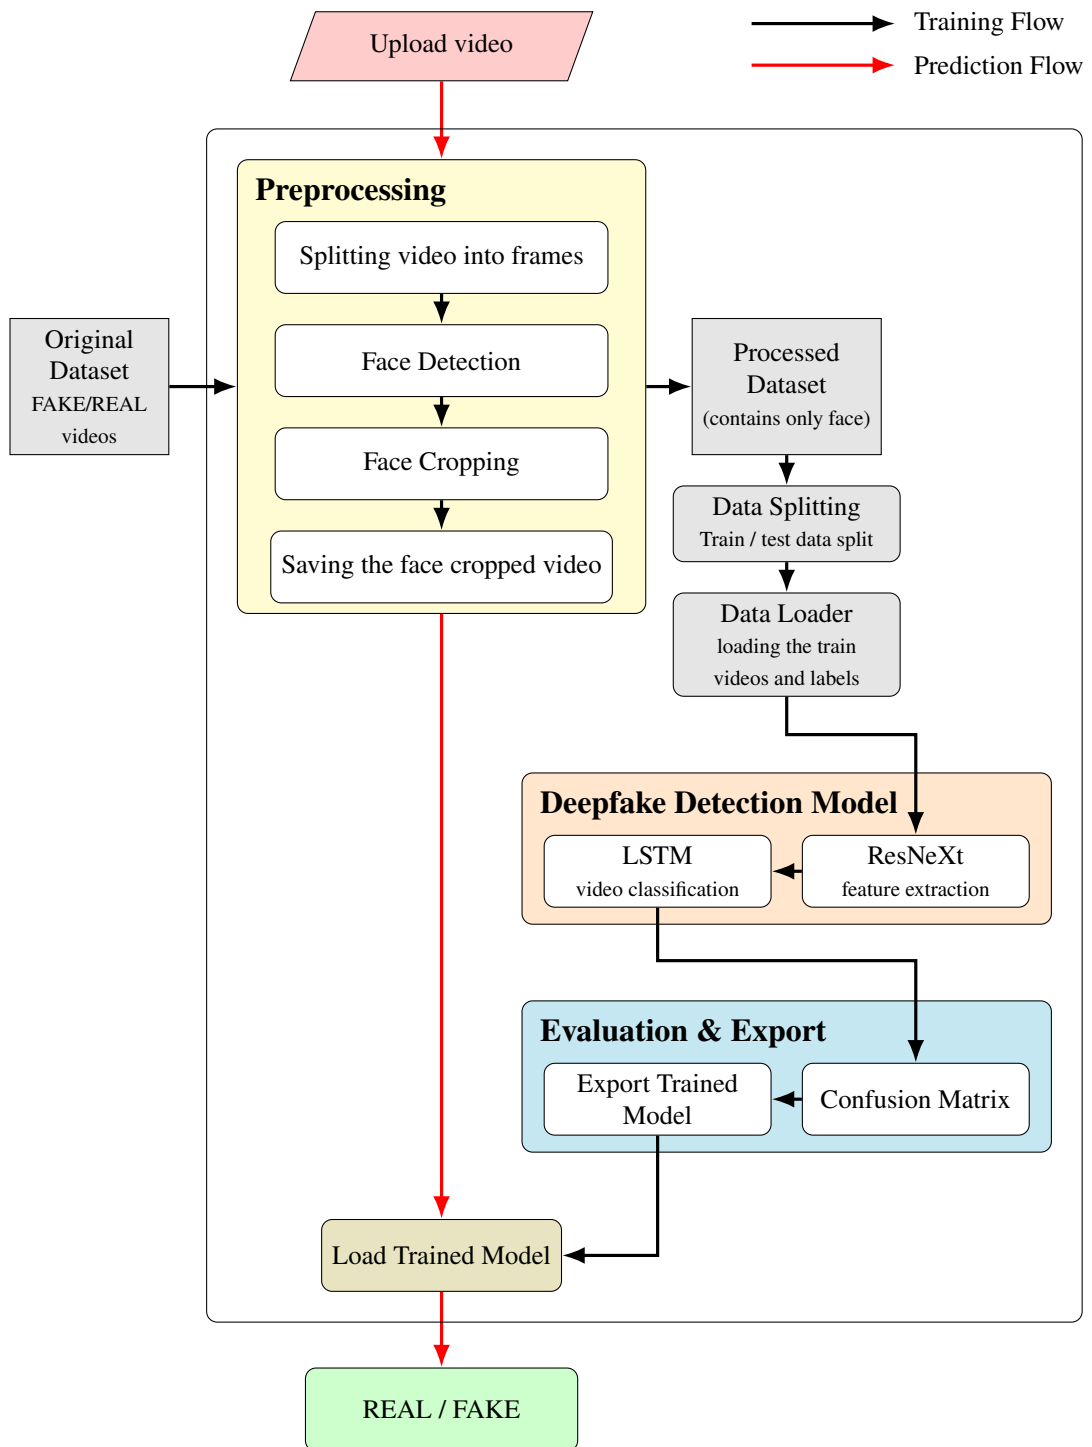 Upload video
Training Flow
Prediction Flow
Preprocessing
Splitting video into frames
Face Detection
Face Cropping
Saving the face cropped video
Original
Dataset
FAKE/REAL
videos
Processed
Dataset
(contains only face)
Data Splitting
Train / test data split
Data Loader
loading the train
videos and labels
Deepfake Detection Model
LSTM
video classification
ResNeXt
feature extraction
Evaluation & Export
Export Trained
Model
Confusion Matrix
Load Trained Model
REAL / FAKE